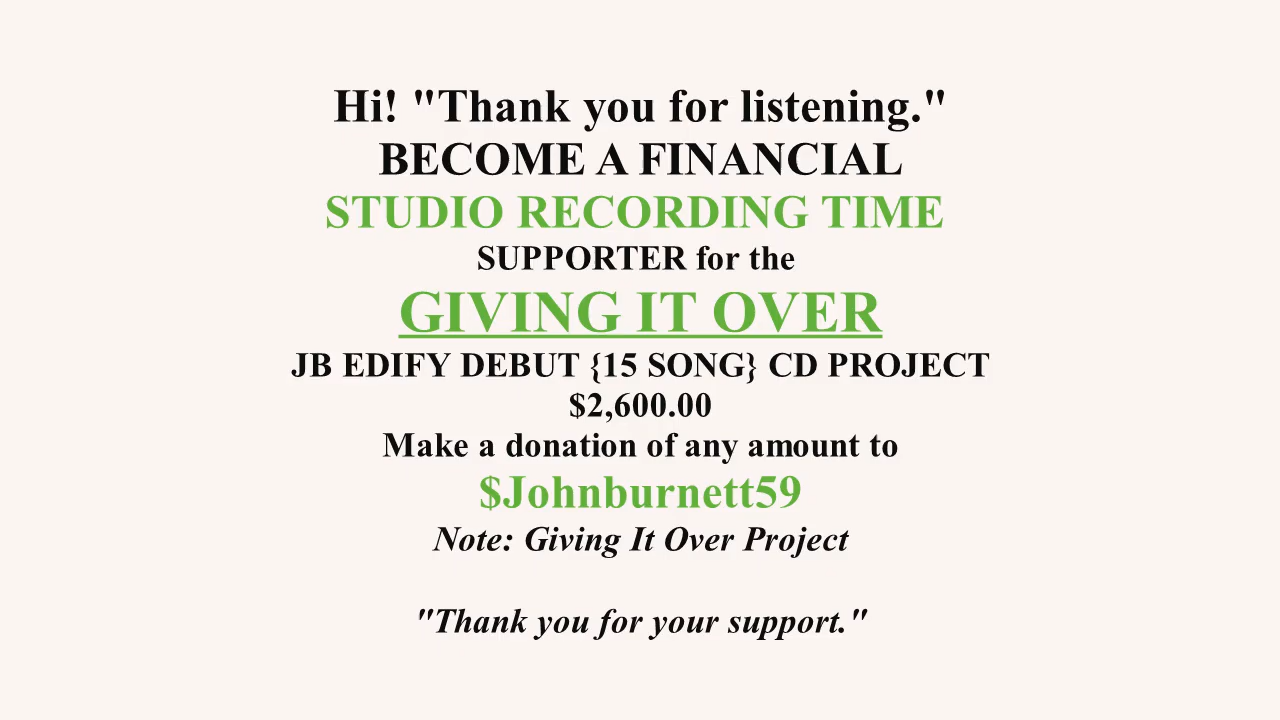 Hi! "Thank you for listening."
BECOME A FINANCIAL
STUDIO RECORDING TIME
SUPPORTER for the
GIVING IT OVER
JB EDIFY DEBUT {15 SONG} CD PROJECT
$2,600.00
Make a donation of any amount to
$Johnburnett59
Note: Giving It Over Project
"Thank you for your support."